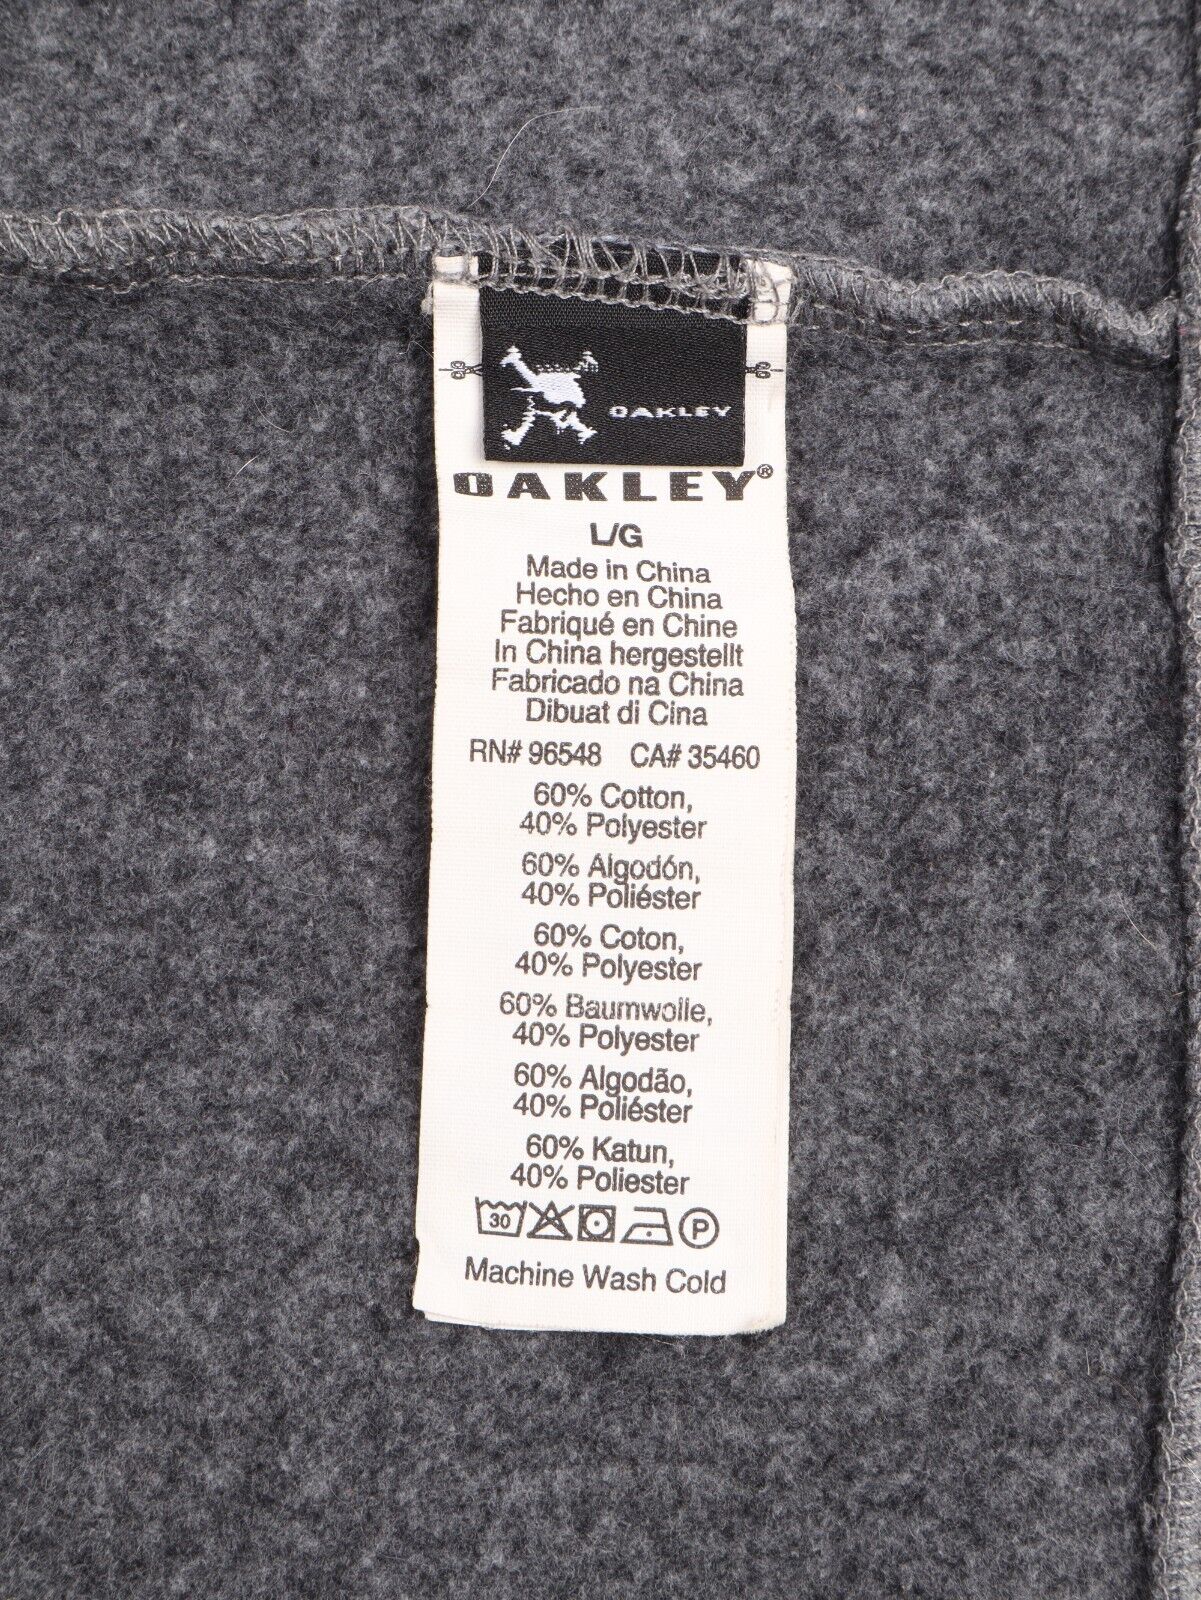 OAKLEY
OAKLEY®
L/G
Made in China
Hecho en China
Fabriqué en Chine
In China hergestellt
Fabricado na China
Dibuat di Cina
RN# 96548 CA# 35460
60% Cotton,
40% Polyester
60% Algodón,
40% Poliéster
60% Coton,
40% Polyester
60% Baumwolle,
40% Polyester
60% Algodão,
40% Poliéster
60% Katun,
40% Poliester
30 P
Machine Wash Cold